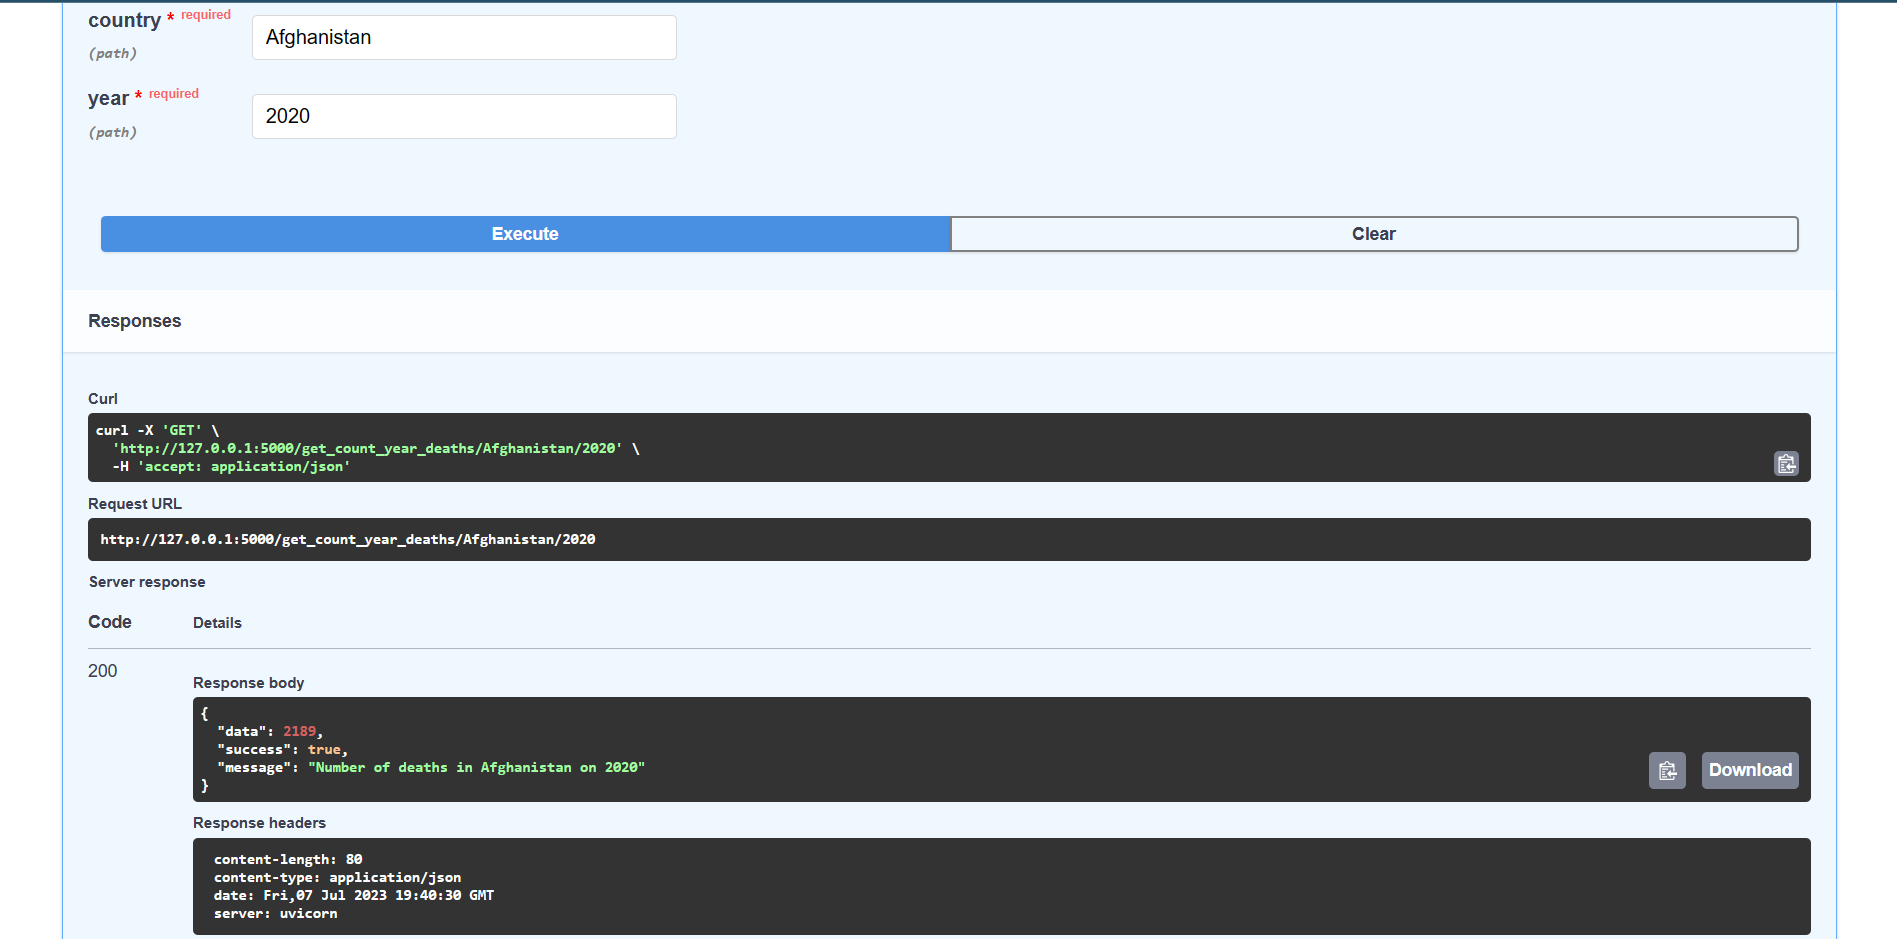 country * required
Afghanistan
(path)
year * required
2020
(path)
Execute
Clear
Responses
Curl
curl -X 'GET' \
  'http://127.0.0.1:5000/get_count_year_deaths/Afghanistan/2020' \
  -H 'accept: application/json'
Request URL
http://127.0.0.1:5000/get_count_year_deaths/Afghanistan/2020
Server response
Code Details
200
Response body
{
  "data": 2189,
  "success": true,
  "message": "Number of deaths in Afghanistan on 2020"
}
Download
Response headers
content-length: 80
content-type: application/json
date: Fri,07 Jul 2023 19:40:30 GMT
server: uvicorn